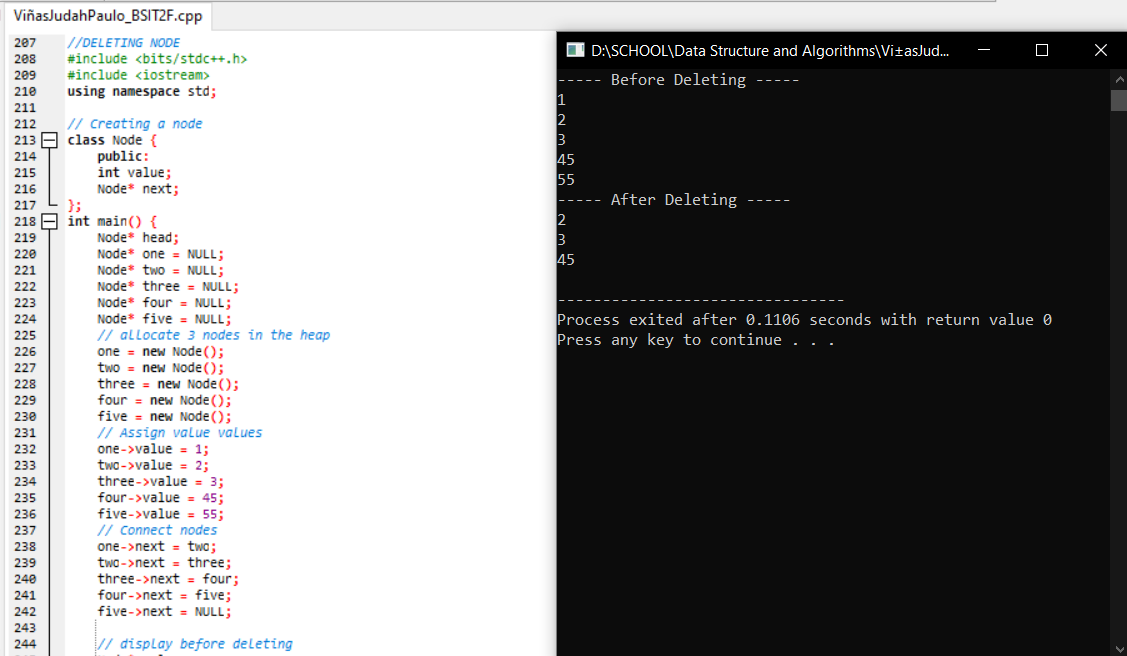 ViñasJudahPaulo_BSIT2F.cpp
207 //DELETING NODE
208 #include <bits/stdc++.h>
209 #include <iostream>
210 using namespace std;
211
212 // Creating a node
213 class Node {
214 public:
215 int value;
216 Node* next;
217 };
218 int main() {
219 Node* head;
220 Node* one = NULL;
221 Node* two = NULL;
222 Node* three = NULL;
223 Node* four = NULL;
224 Node* five = NULL;
225 // allocate 3 nodes in the heap
226 one = new Node();
227 two = new Node();
228 three = new Node();
229 four = new Node();
230 five = new Node();
231 // Assign value values
232 one->value = 1;
233 two->value = 2;
234 three->value = 3;
235 four->value = 45;
236 five->value = 55;
237 // Connect nodes
238 one->next = two;
239 two->next = three;
240 three->next = four;
241 four->next = five;
242 five->next = NULL;
243
244 // display before deleting
D:\SCHOOL\Data Structure and Algorithms\Vi±asJud...
----- Before Deleting -----
1
2
3
45
55
----- After Deleting -----
2
3
45
--------------------------------
Process exited after 0.1106 seconds with return value 0
Press any key to continue . . .